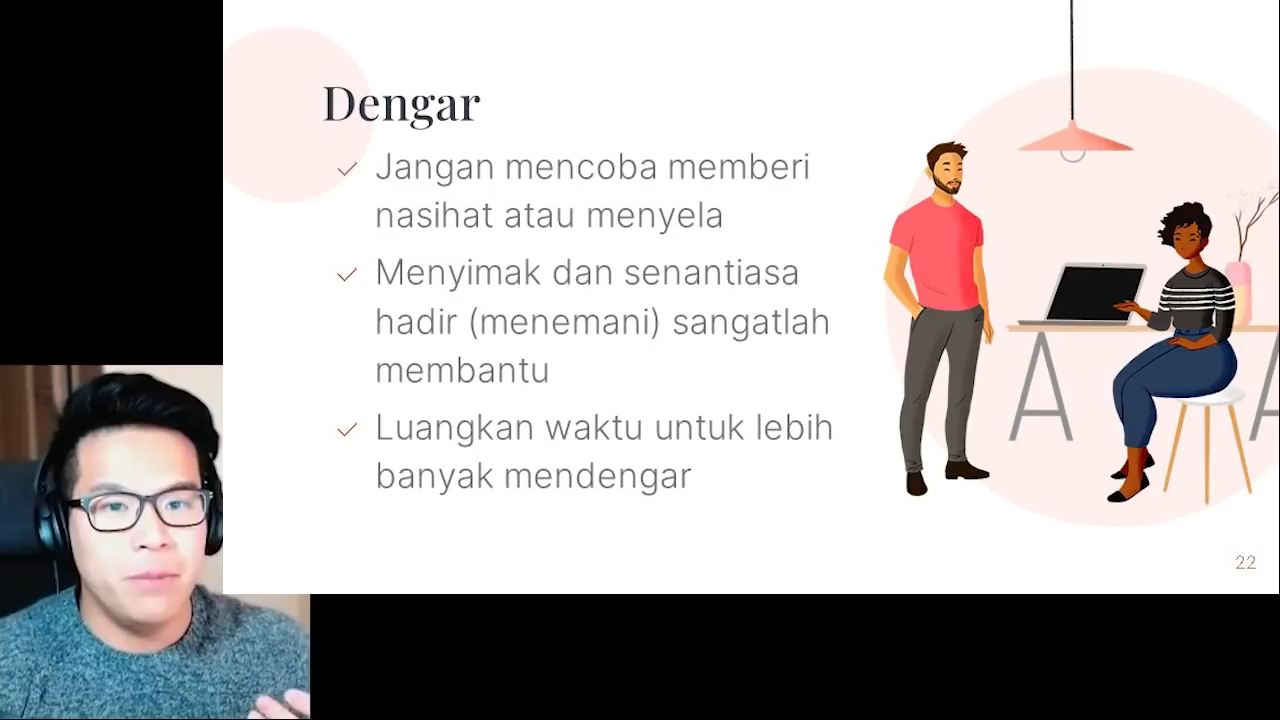 Dengar
Jangan mencoba memberi
nasihat atau menyela
Menyimak dan senantiasa
hadir (menemani) sangatlah
membantu
Luangkan waktu untuk lebih
banyak mendengar
22